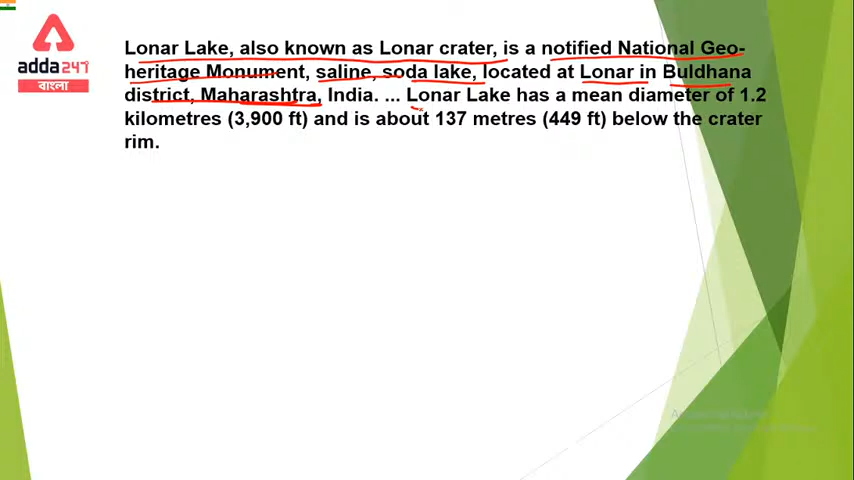 adda247
বাংলা
Lonar Lake, also known as Lonar crater, is a notified National Geo-
heritage Monument, saline, soda lake, located at Lonar in Buldhana
district, Maharashtra, India. ... Lonar Lake has a mean diameter of 1.2
kilometres (3,900 ft) and is about 137 metres (449 ft) below the crater
rim.